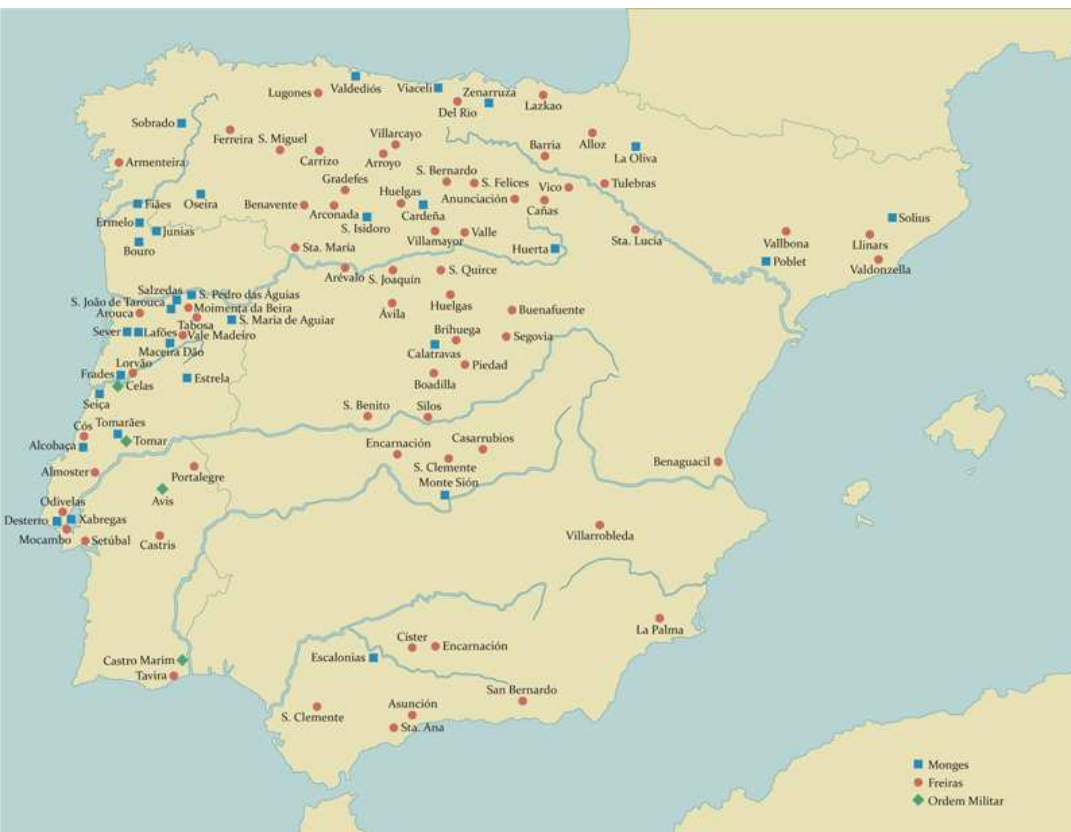 Valdediós
Viaceli
Zenarruza
Lugones
Del Rio
Lazkao
Sobrado
Ferreira
S. Miguel
Villarcayo
Carrizo
Arroyo
Barria
Alloz
La Oliva
Armenteira
S. Bernardo
Gradefes
S. Felices
Vico
Tulebras
Huelgas
Anunciación
Fiães
Oseira
Benavente
Arconada
Cardeña
Cañas
S. Isidoro
Solius
Ermelo
Junias
Bouro
Villamayor
Valle
Sta. Lucia
Vallbona
Llinars
Sta. María
Huerta
Poblet
Valdonzella
Arévalo
S. Joaquín
S. Quirce
Salzedas
S. Pedro das Águias
S. João de Tarouca
Moimenta da Beira
Arouca
Tabosa
S. Maria de Aguiar
Ávila
Huelgas
Buenafuente
Sever
Lafões
Vale Madeiro
Maceira Dão
Brihuega
Segovia
Calatravas
Lorvão
Piedad
Frades
Celas
Estrela
Boadilla
Seiça
S. Benito
Silos
Cós
Tomarães
Alcobaça
Tomar
Encarnación
Casarrubios
S. Clemente
Benaguacil
Almoster
Portalegre
Monte Sión
Avis
Odivelas
Desterro
Xabregas
Mocambo
Setúbal
Castris
Villarrobleda
La Palma
Císter
Encarnación
Castro Marim
Escalonias
Tavira
San Bernardo
Asunción
S. Clemente
Sta. Ana
Monges
Freiras
Ordem Militar